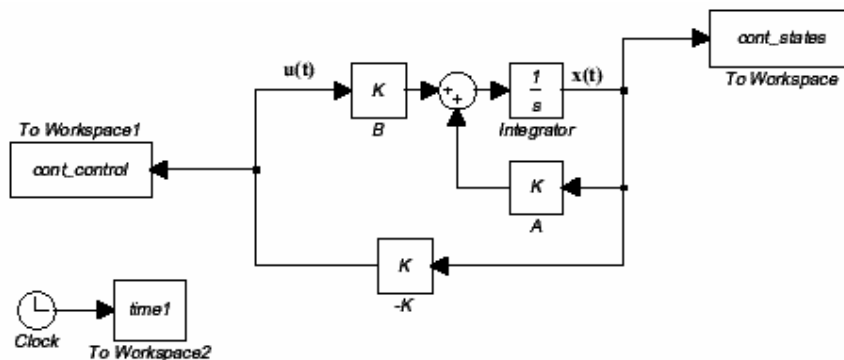 cont_states
To Workspace
u(t)
K
B
+
+
1
s
Integrator
x(t)
To Workspace1
cont_control
K
A
K
-K
Clock
time1
To Workspace2